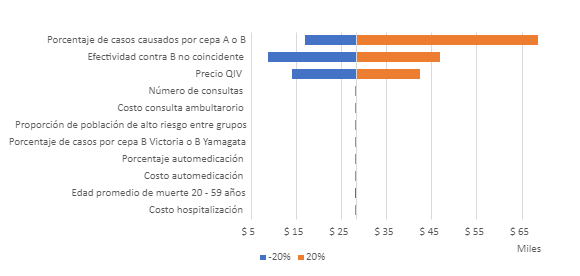 Porcentaje de casos causados por cepa A o B
Efectividad contra B no coincidente
Precio QIV
Número de consultas
Costo consulta ambultarorio
Proporción de población de alto riesgo entre grupos
Porcentaje de casos por cepa B Victoria o B Yamagata
Porcentaje automedicación
Costo automedicación
Edad promedio de muerte 20 - 59 años
Costo hospitalización
$ 5 $ 15 $ 25 $ 35 $ 45 $ 55 $ 65
Miles
-20% 20%